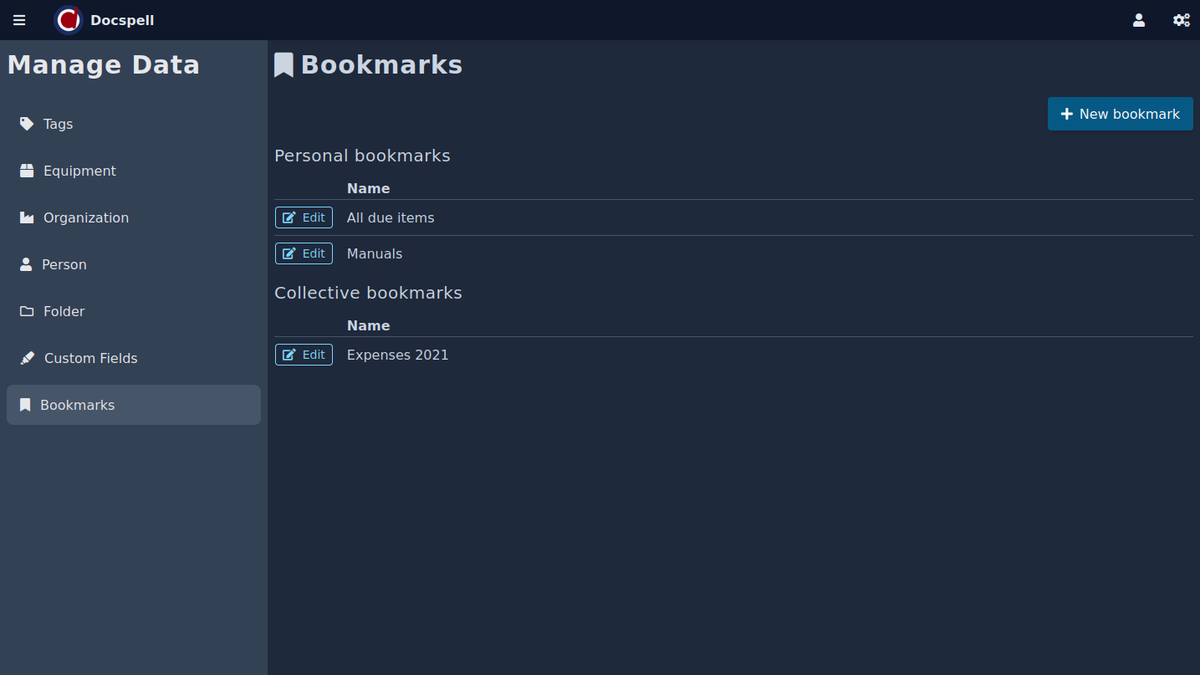 Docspell
Manage Data
Tags
Equipment
Organization
Person
Folder
Custom Fields
Bookmarks
Bookmarks
New bookmark
Personal bookmarks
Name
Edit All due items
Edit Manuals
Collective bookmarks
Name
Edit Expenses 2021